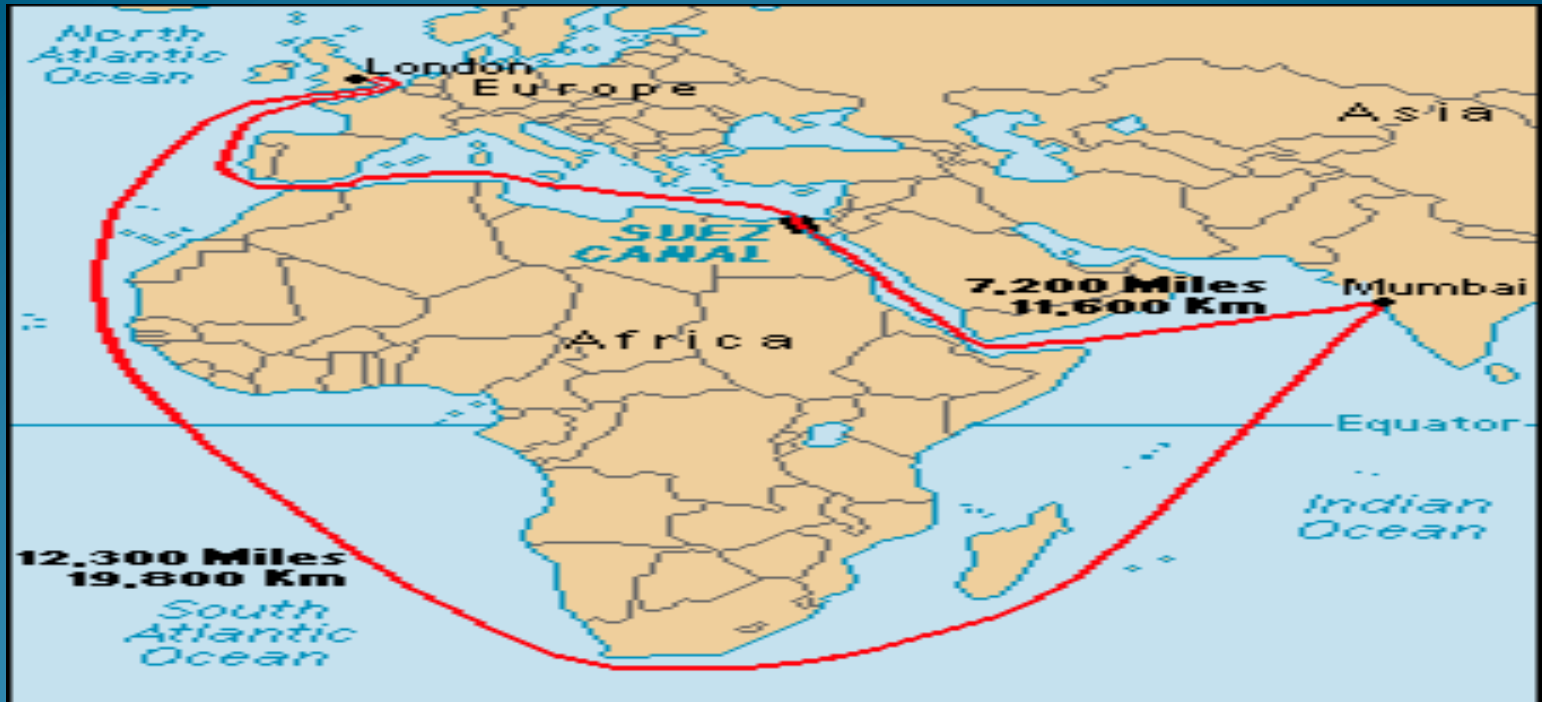 North
Atlantic
Ocean
London
Europe
Asia
SUEZ
CANAL
7,200 Miles
11,600 Km
Mumbai
Africa
Equator
Indian
Ocean
12,300 Miles
19,800 Km
South
Atlantic
Ocean